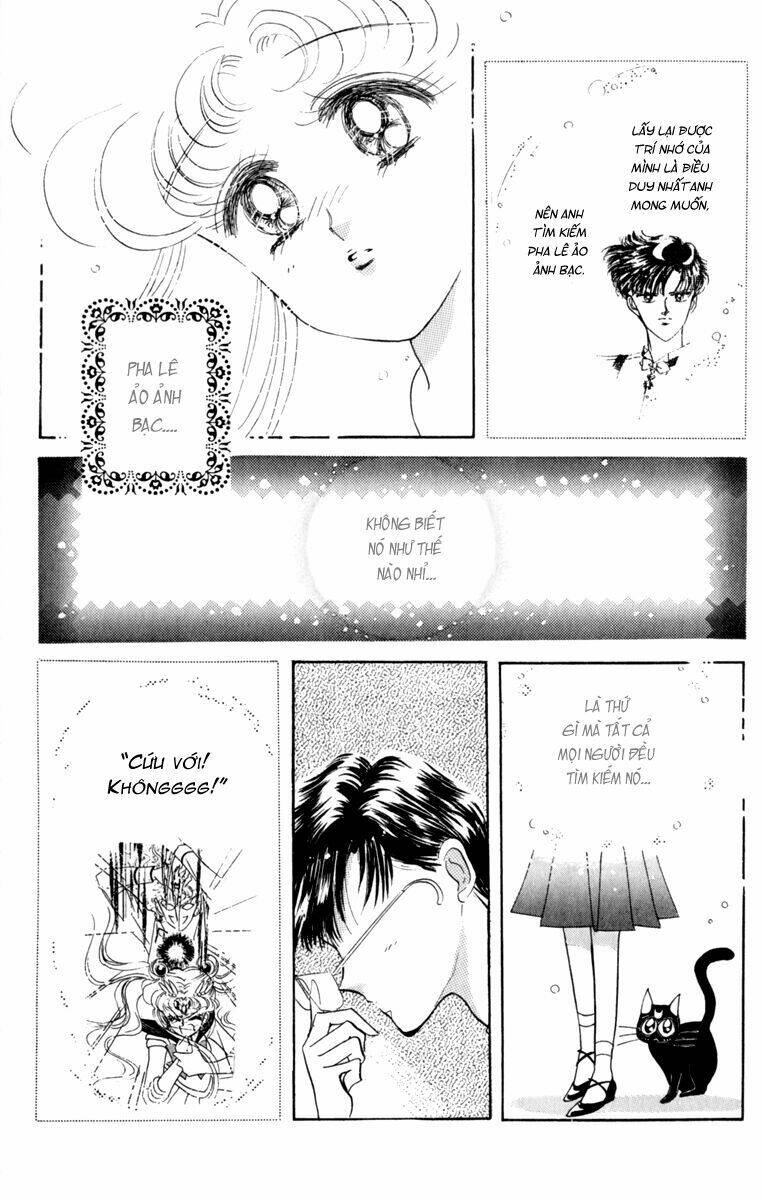 LẤY LẠI ĐƯỢC
TRÍ NHỚ CỦA
MÌNH LÀ ĐIỀU
DUY NHẤTANH
MONG MUỐN,
NÊN ANH
TÌM KIẾM
PHA LÊ ẢO
ẢNH BẠC.
PHA LÊ
ẢO ẢNH
BẠC....
KHÔNG BIẾT
NÓ NHƯ THẾ
NÀO NHỈ...
“CỨU VỚI!
KHÔNGGGG!”
LÀ THỨ
GÌ MÀ TẤT CẢ
MỌI NGƯỜI ĐỀU
TÌM KIẾM NÓ...